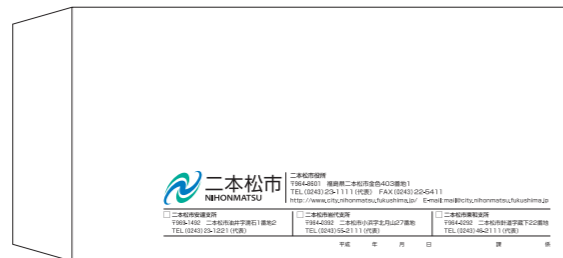 二本松市
NIHONMATSU
二本松市役所
〒964-8601 福島県二本松市金色403番地1
TEL(0243)23-1111(代表) FAX(0243)22-5411
http://www.city.nihonmatsu.fukushima.jp/ E-mail:mail@city.nihonmatsu.fukushima.jp
二本松市安達支所
〒969-1492 二本松市油井字濡石1番地2
TEL(0243)23-1221(代表)
二本松市岩代支所
〒964-0392 二本松市小浜字北月山27番地
TEL(0243)55-2111(代表)
二本松市東和支所
〒964-0292 二本松市針道字蔵下22番地
TEL(0243)46-2111(代表)
平成 年 月 日 課 係